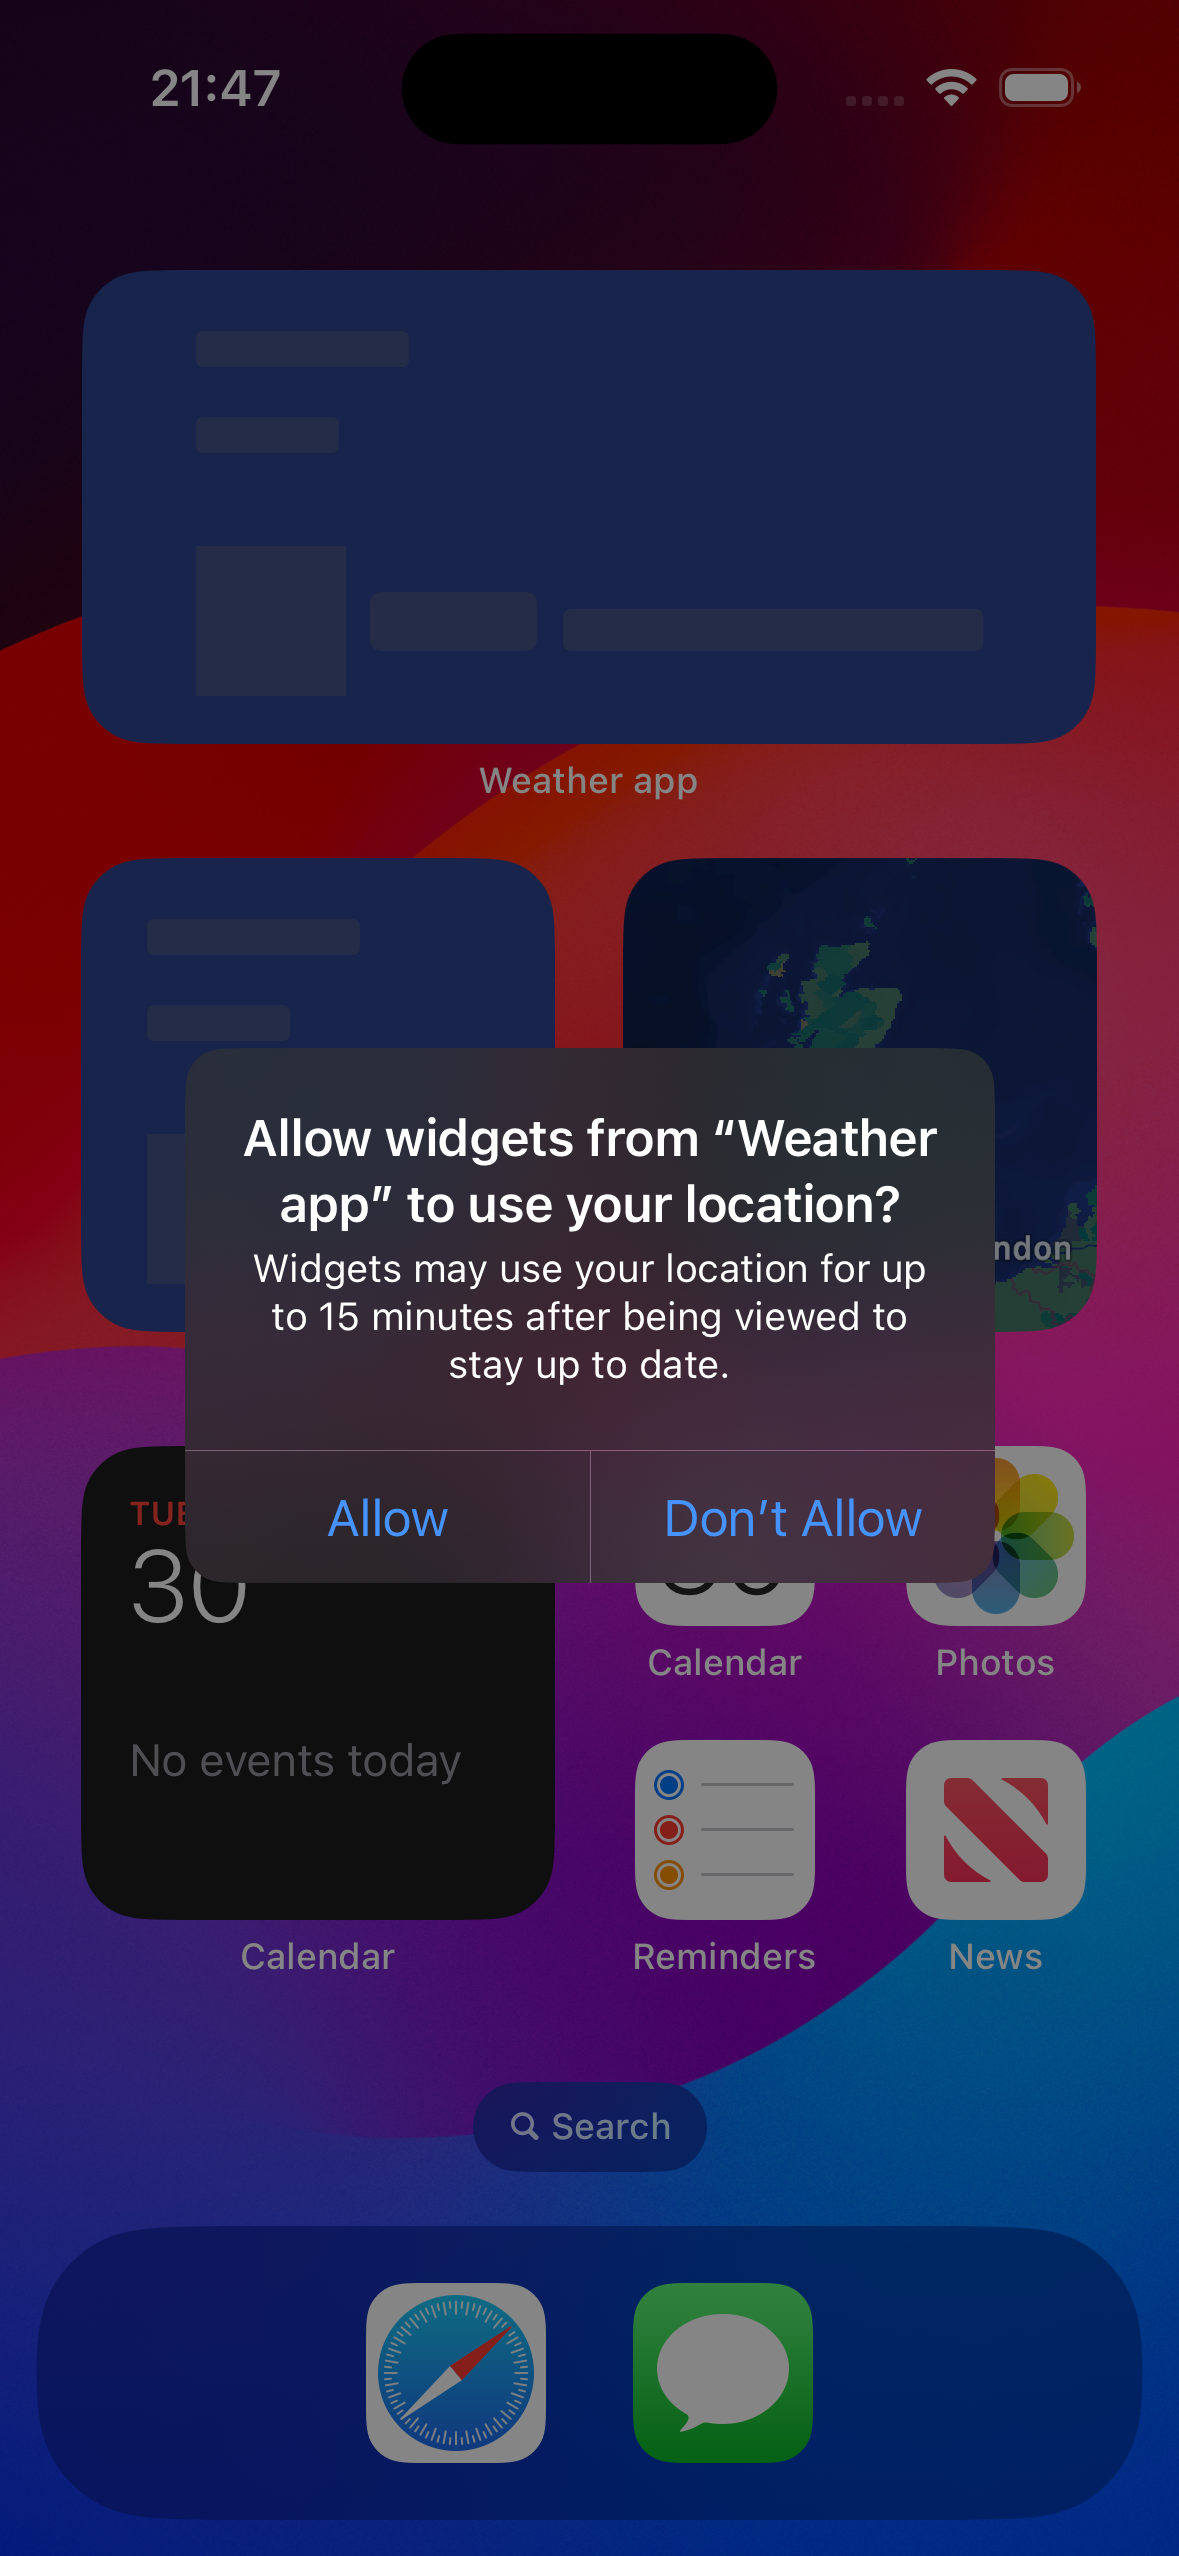 21:47
Weather app
Allow widgets from “Weather
app” to use your location?
Widgets may use your location for up
to 15 minutes after being viewed to
stay up to date.
Allow
Don’t Allow
30
No events today
Calendar
Photos
Calendar
Reminders
News
Search